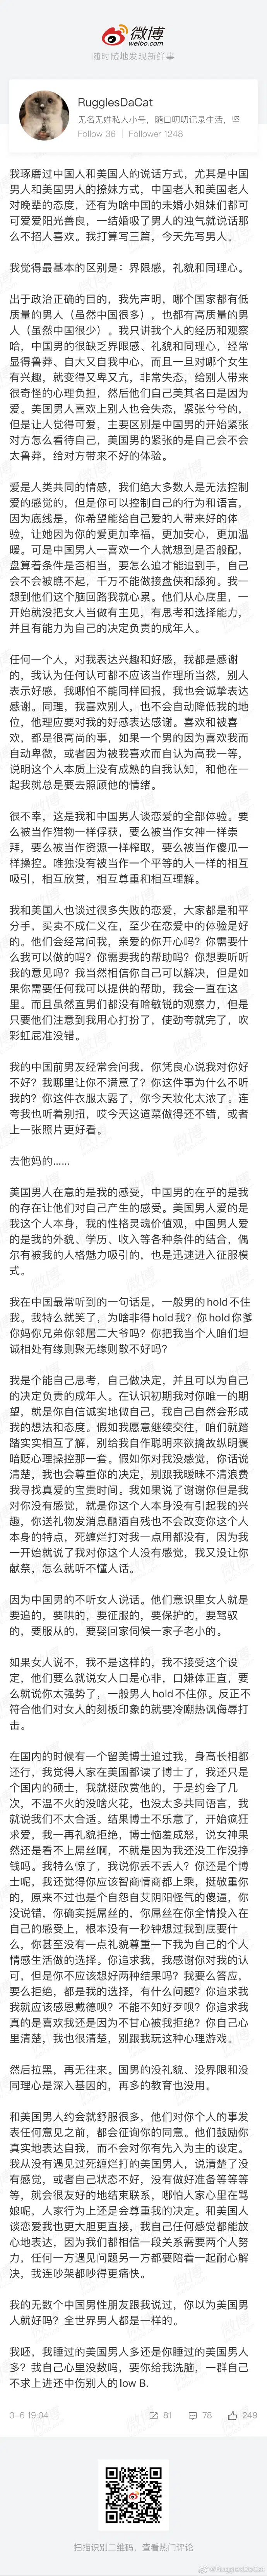 微博
weibo.com
随时随地发现新鲜事
RugglesDaCat
无名无姓私人小号，随口叨叨记录生活，坚
Follow 36 | Follower 1248
我琢磨过中国人和美国人的说话方式，尤其是中国
男人和美国男人的撩妹方式，中国老人和美国老人
对晚辈的态度，还有为啥中国的未婚小姐妹们都可
可爱爱阳光善良，一结婚吸了男人的浊气就说话那
么不招人喜欢。我打算写三篇，今天先写男人。
我觉得最基本的区别是：界限感，礼貌和同理心。
出于政治正确的目的，我先声明，哪个国家都有低
质量的男人（虽然中国很多），也都有高质量的男
人（虽然中国很少）。我只讲我个人的经历和观察
哈，中国男的很缺乏界限感、礼貌和同理心，经常
显得鲁莽、自大又自我中心，而且一旦对哪个女生
有兴趣，就变得又卑又亢，非常失态，给别人带来
很奇怪的心理负担，然后他们自己美其名曰是因为
爱。美国男人喜欢上别人也会失态，紧张兮兮的，
但是让人觉得可爱，主要区别是中国男的开始紧张
对方怎么看待自己，美国男的紧张的是自己会不会
太鲁莽，给对方带来不好的体验。
爱是人类共同的情感，我们绝大多数人是无法控制
爱的感觉的，但是你可以控制自己的行为和语言，
因为底线是，你希望能给自己爱的人带来好的体
验，让她因为你的爱更加幸福，更加安心，更加温
暖。可是中国男人一喜欢一个人就想到是否般配，
盘算着条件是否相当，要怎么追才能追到手，自己
会不会被瞧不起，千万不能做接盘侠和舔狗。我一
想到他们这个脑回路我就心累。他们从心底里，一
开始就没把女人当做有主见，有思考和选择能力，
并且有能力为自己的决定负责的成年人。
任何一个人，对我表达兴趣和好感，我都是感谢
的，我认为任何认可都不应该当作理所当然，别人
表示好感，我哪怕不能同样回报，我也会诚挚表达
感谢。同理，我喜欢别人，也不会自动降低我的地
位，他理应要对我的好感表达感谢。喜欢和被喜
欢，都是很高尚的事，如果一个男的因为喜欢我而
自动卑微，或者因为被我喜欢而自认为高我一等，
说明这个人本质上没有成熟的自我认知，和他在一
起我就总是要去照顾他的情绪。
很不幸，这是我和中国男人谈恋爱的全部体验。要
么被当作猎物一样俘获，要么被当作女神一样崇
拜，要么被当作资源一样榨取，要么被当作傻瓜一
样操控。唯独没有被当作一个平等的人一样的相互
吸引，相互欣赏，相互尊重和相互理解。
我和美国人也谈过很多失败的恋爱，大家都是和平
分手，买卖不成仁义在，至少在恋爱中的体验是好
的。他们会经常问我，亲爱的你开心吗？你需要什
么我可以做的吗？你需要我的帮助吗？你想要听听
我的意见吗？我当然相信你自己可以解决，但是如
果你需要任何我可以提供的帮助，我会一直在这
里。而且虽然直男们都没有啥敏锐的观察力，但是
只要他们注意到我用心打扮了，使劲夸就完了，吹
彩虹屁准没错。
我的中国前男友经常会问我，你凭良心说我对你好
不好？我哪里让你不满意了？你这件事为什么不听
我的？你这件衣服太露了，你今天妆化太浓了。连
夸我也听着别扭，哎今天这道菜做得还不错，或者
上一张照片更好看。
去他妈的……
美国男人在意的是我的感受，中国男的在乎的是我
的存在让他们对自己产生的感受。美国男人爱的是
我这个人本身，我的性格灵魂价值观，中国男人爱
的是我的外貌、学历、收入等各种条件的结合，偶
尔有被我的人格魅力吸引的，也是迅速进入征服模
式。
我在中国最常听到的一句话是，一般男的hold不住
我。我特么就笑了，为啥非得hold我？你hold你爹
你妈你兄弟你邻居二大爷吗？你把我当个人咱们坦
诚相处有缘则聚无缘则散不好吗？
我是个能自己思考，自己做决定，并且可以为自己
的决定负责的成年人。在认识初期我对你唯一的期
望，就是你自信诚实地做自己，我自己自然会形成
我的想法和态度。假如我愿意继续交往，咱们就踏
踏实实相互了解，别给我自作聪明来欲擒故纵明褒
暗贬心理操控那一套。假如你对我没感觉，你话说
清楚，我也会尊重你的决定，别跟我暧昧不清浪费
我寻找真爱的宝贵时间。我如果说了谢谢你但是我
对你没有感觉，就是你这个人本身没有引起我的兴
趣，你送礼物发消息酗酒自残也不会改变你这个人
本身的特点，死缠烂打对我一点用都没有，因为我
一开始就说了我对你这个人没有感觉，我又没让你
献祭，怎么就听不懂人话。
因为中国男的不听女人说话。他们意识里女人就是
要追的，要哄的，要征服的，要保护的，要驾驭
的，要服从的，要娶回家伺候一家子老小的。
如果女人说不，我不是这样的，我不接受这个设
定，他们要么就说女人口是心非，口嫌体正直，要
么就说你太强势了，一般男人hold不住你。反正不
符合他们对女人的刻板印象的就要冷嘲热讽侮辱打
击。
在国内的时候有一个留美博士追过我，身高长相都
还行，我觉得人家在美国都读了博士了，我还只是
个国内的硕士，我就挺欣赏他的，于是约会了几
次，不温不火的没啥火花，也没太多共同语言，我
就说我们不太合适。结果博士不乐意了，开始疯狂
求爱，我一再礼貌拒绝，博士恼羞成怒，说女神果
然还是看不上屌丝啊，不就是因为我还没工作没挣
钱吗。我特么惊了，我说你丢不丢人？你还是个博
士呢，我还觉得你应该智商情商都上乘，挺敬重你
的，原来不过也是个自怨自艾阴阳怪气的傻逼，你
没说错，你确实挺屌丝的，你屌丝在你全情投入在
自己的感受上，根本没有一秒钟想过我到底要什
么，你甚至没有一点礼貌尊重一下我为自己的个人
情感生活做的选择。你追求我，我感谢你对我的认
可，但是你不应该想好两种结果吗？我要么答应，
要么拒绝，都是我的选择，有什么问题？你追求我
我就应该感恩戴德呗？不能不知好歹呗？你追求我
真的是喜欢我还是因为不甘心被我拒绝？你自己心
里清楚，我也很清楚，别跟我玩这种心理游戏。
然后拉黑，再无往来。国男的没礼貌、没界限和没
同理心是深入基因的，再多的教育也没用。
和美国男人约会就舒服很多，他们对你个人的事发
表任何意见之前，都会征询你的同意。他们鼓励你
真实地表达自我，而不会对你有先入为主的设定。
我从没有遇见过死缠烂打的美国男人，说清楚了没
有感觉，或者自己状态不好，没有做好准备等等等
等，就会很友好的地结束联系，哪怕人家心里在骂
娘呢，人家行为上还是会尊重我的决定。和美国人
谈恋爱我也更大胆更直接，我自己任何感觉都能放
心地表达，因为我们都相信一段关系需要两个人努
力，任何一方遇见问题另一方都要陪着一起耐心解
决，我连吵架都吵得更痛快。
我的无数个中国男性朋友跟我说过，你以为美国男
人就好吗？全世界男人都是一样的。
我呸，我睡过的美国男人多还是你睡过的美国男人
多？我自己心里没数吗，要你给我洗脑，一群自己
不求上进还中伤别人的low B.
3-6 19:04 81 78 249
扫描识别二维码，查看热门评论
@RugglesDaCat